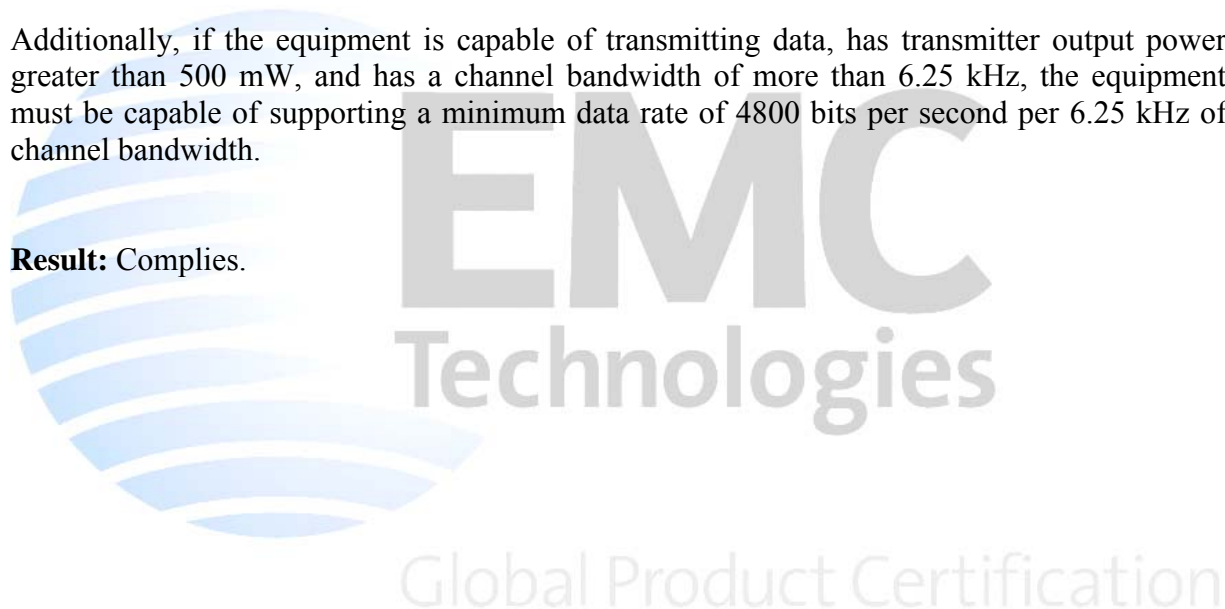 Additionally, if the equipment is capable of transmitting data, has transmitter output power
greater than 500 mW, and has a channel bandwidth of more than 6.25 kHz, the equipment
must be capable of supporting a minimum data rate of 4800 bits per second per 6.25 kHz of
channel bandwidth.
Result: Complies.
EMC
Technologies
Global Product Certification